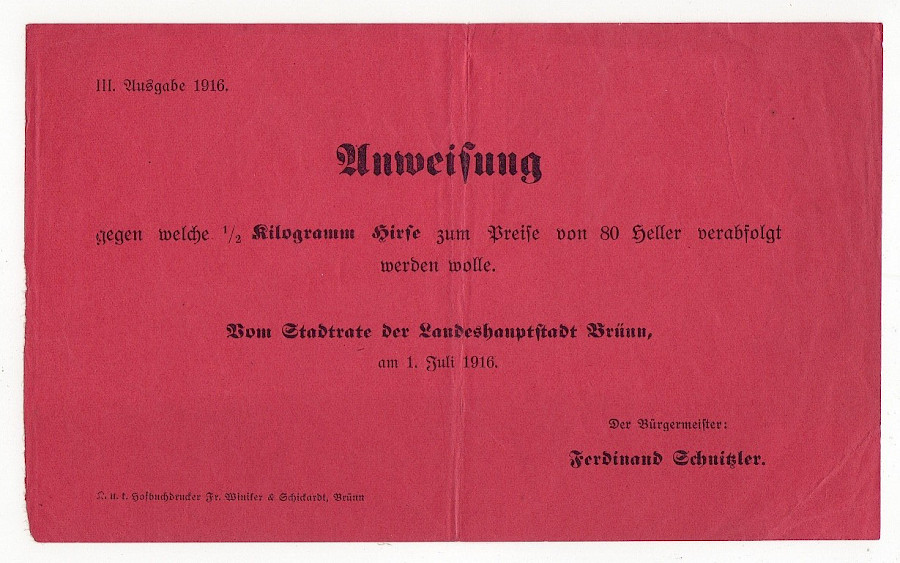 III. Ausgabe 1916.
Anweisung
gegen welche 1/2 Kilogramm Hirse zum Preise von 80 Heller verabfolgt
werden wolle.
Vom Stadtrate der Landeshauptstadt Brünn,
am 1. Juli 1916.
Der Bürgermeister:
Ferdinand Schnitzler.
K. u. k. Hofbuchdrucker Fr. Winiker & Schickardt, Brünn